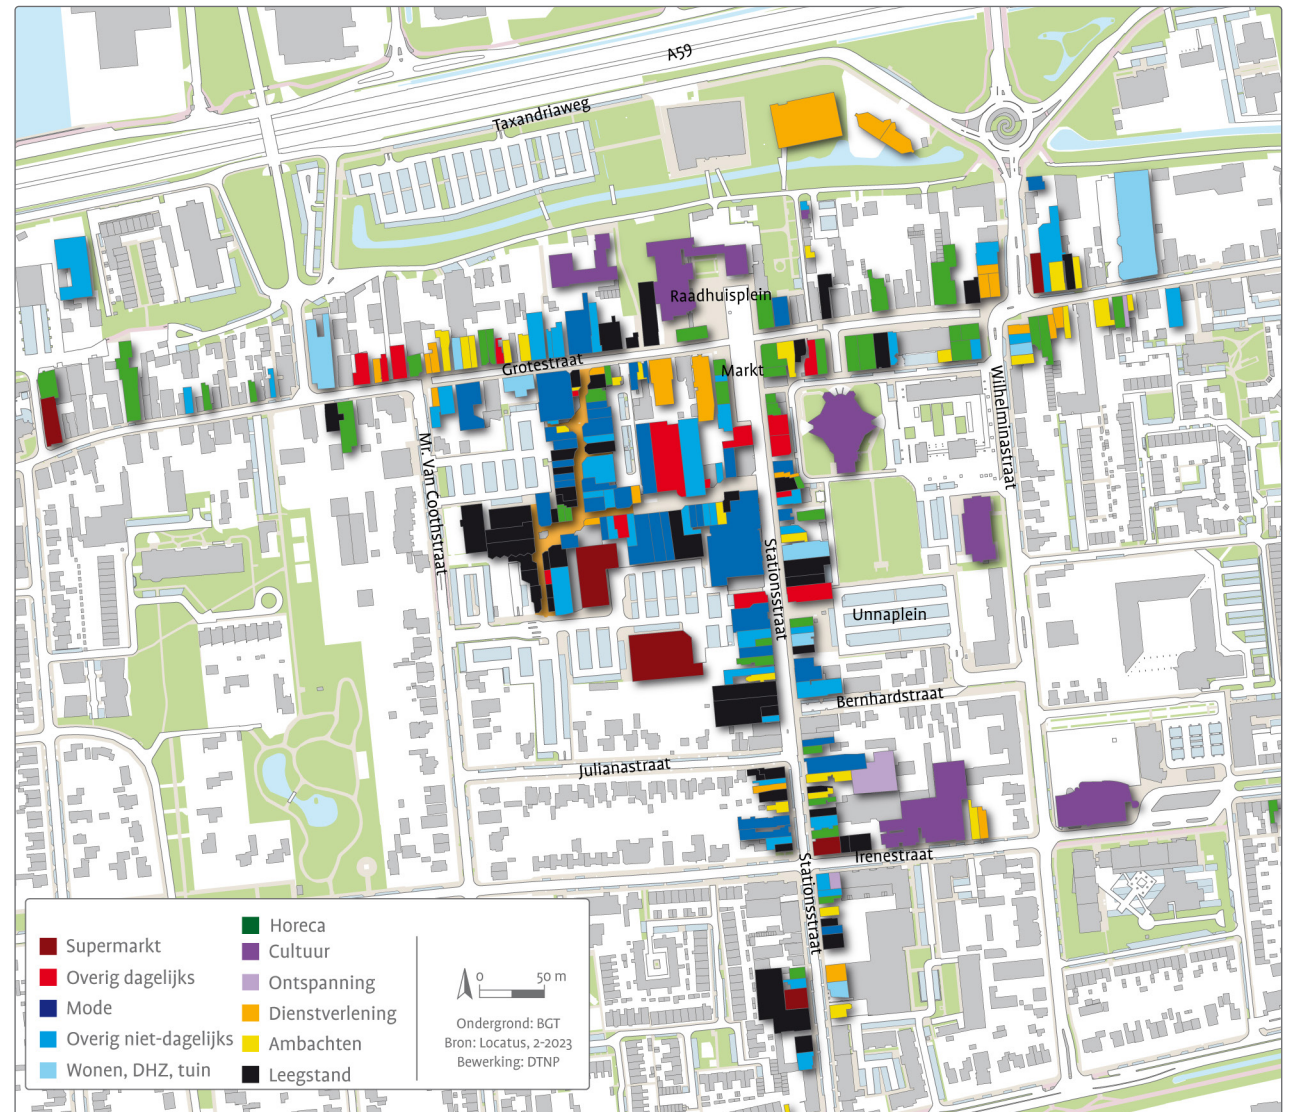 A59
Taxandriaweg
Raadhuisplein
Grotestraat
Markt
Mr. Van Coothstraat
Wilhelminastraat
Stationsstraat
Unnaplein
Bernhardstraat
Julianastraat
Irenestraat
Stationsstraat
Supermarkt
Overig dagelijks
Mode
Overig niet-dagelijks
Wonen, DHZ, tuin
Horeca
Cultuur
Ontspanning
Dienstverlening
Ambachten
Leegstand
0 50 m
Ondergrond: BGT
Bron: Locatus, 2-2023
Bewerking: DTNP